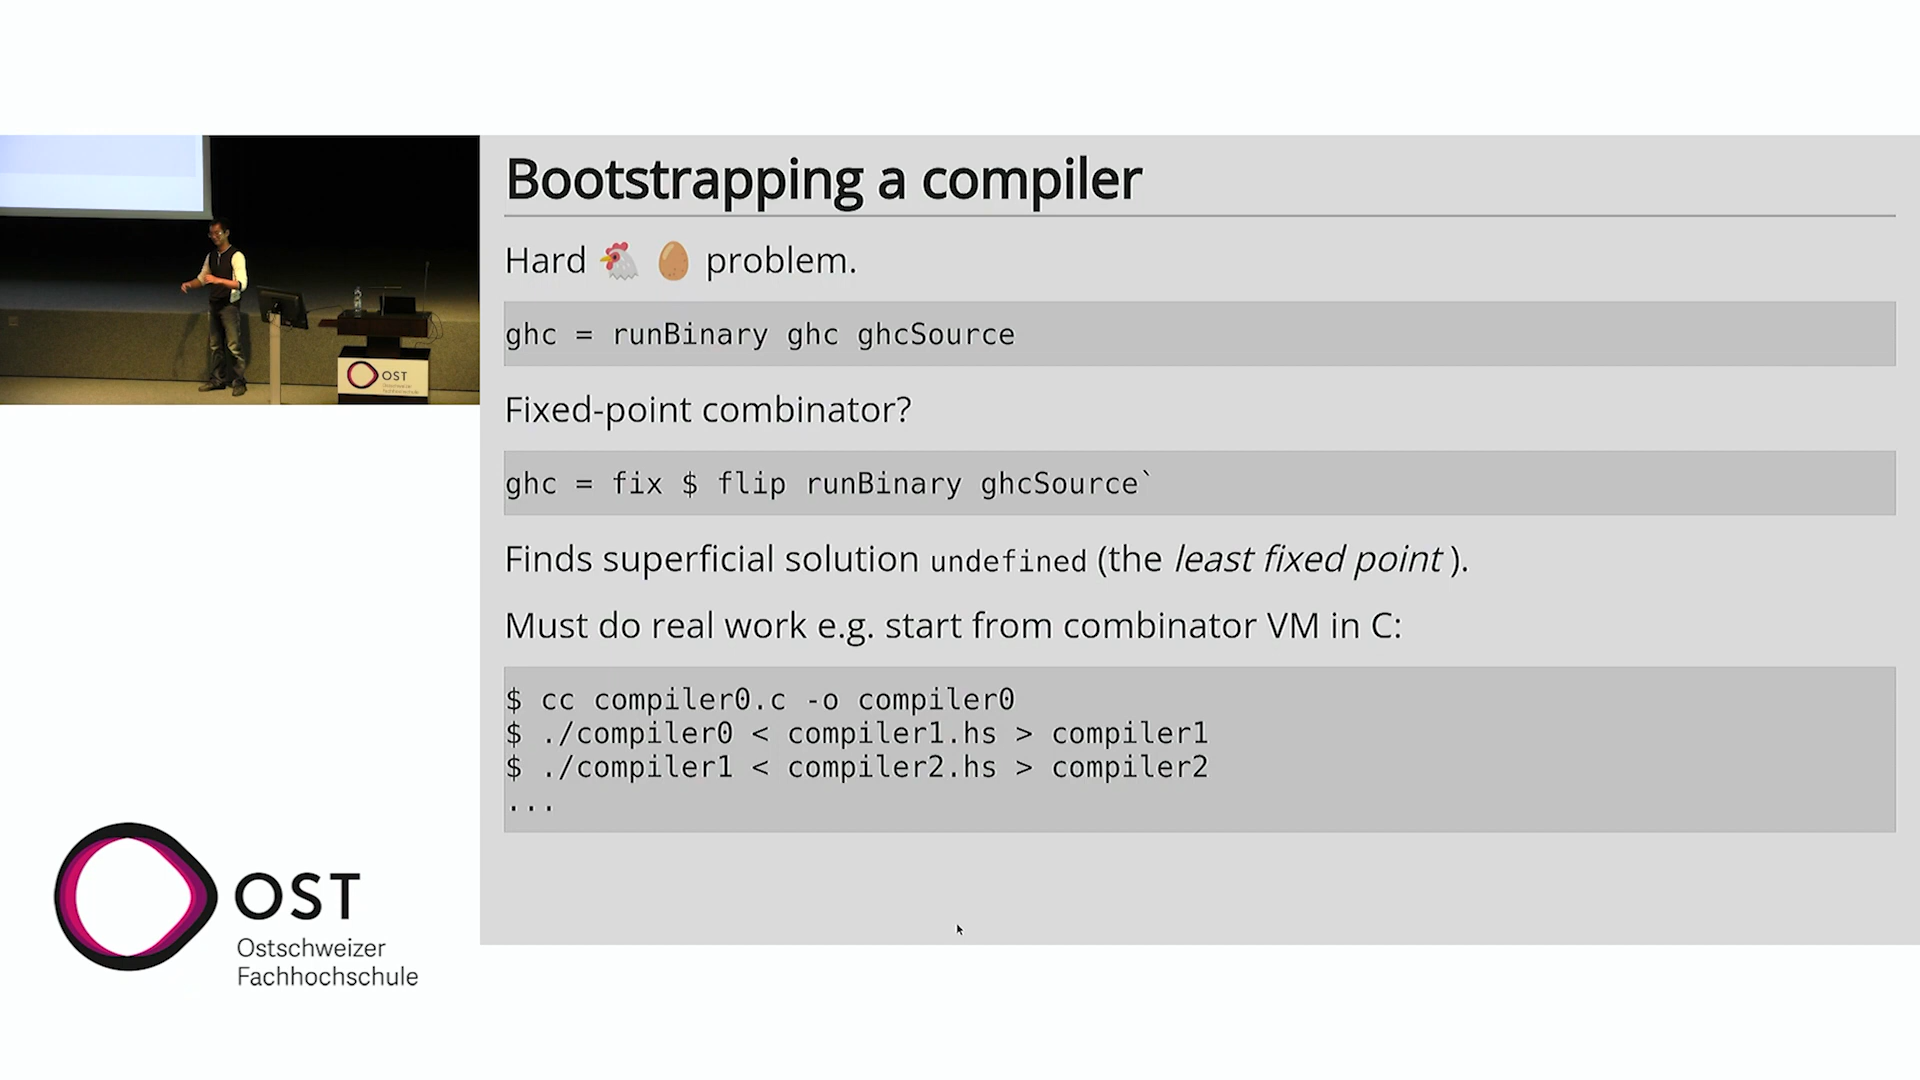 Bootstrapping a compiler
Hard 🐔 🥚 problem.
ghc = runBinary ghc ghcSource
Fixed-point combinator?
ghc = fix $ flip runBinary ghcSource`
Finds superficial solution undefined (the least fixed point ).
Must do real work e.g. start from combinator VM in C:
$ cc compiler0.c -o compiler0
$ ./compiler0 < compiler1.hs > compiler1
$ ./compiler1 < compiler2.hs > compiler2
...
OST
OST
Ostschweizer
Fachhochschule